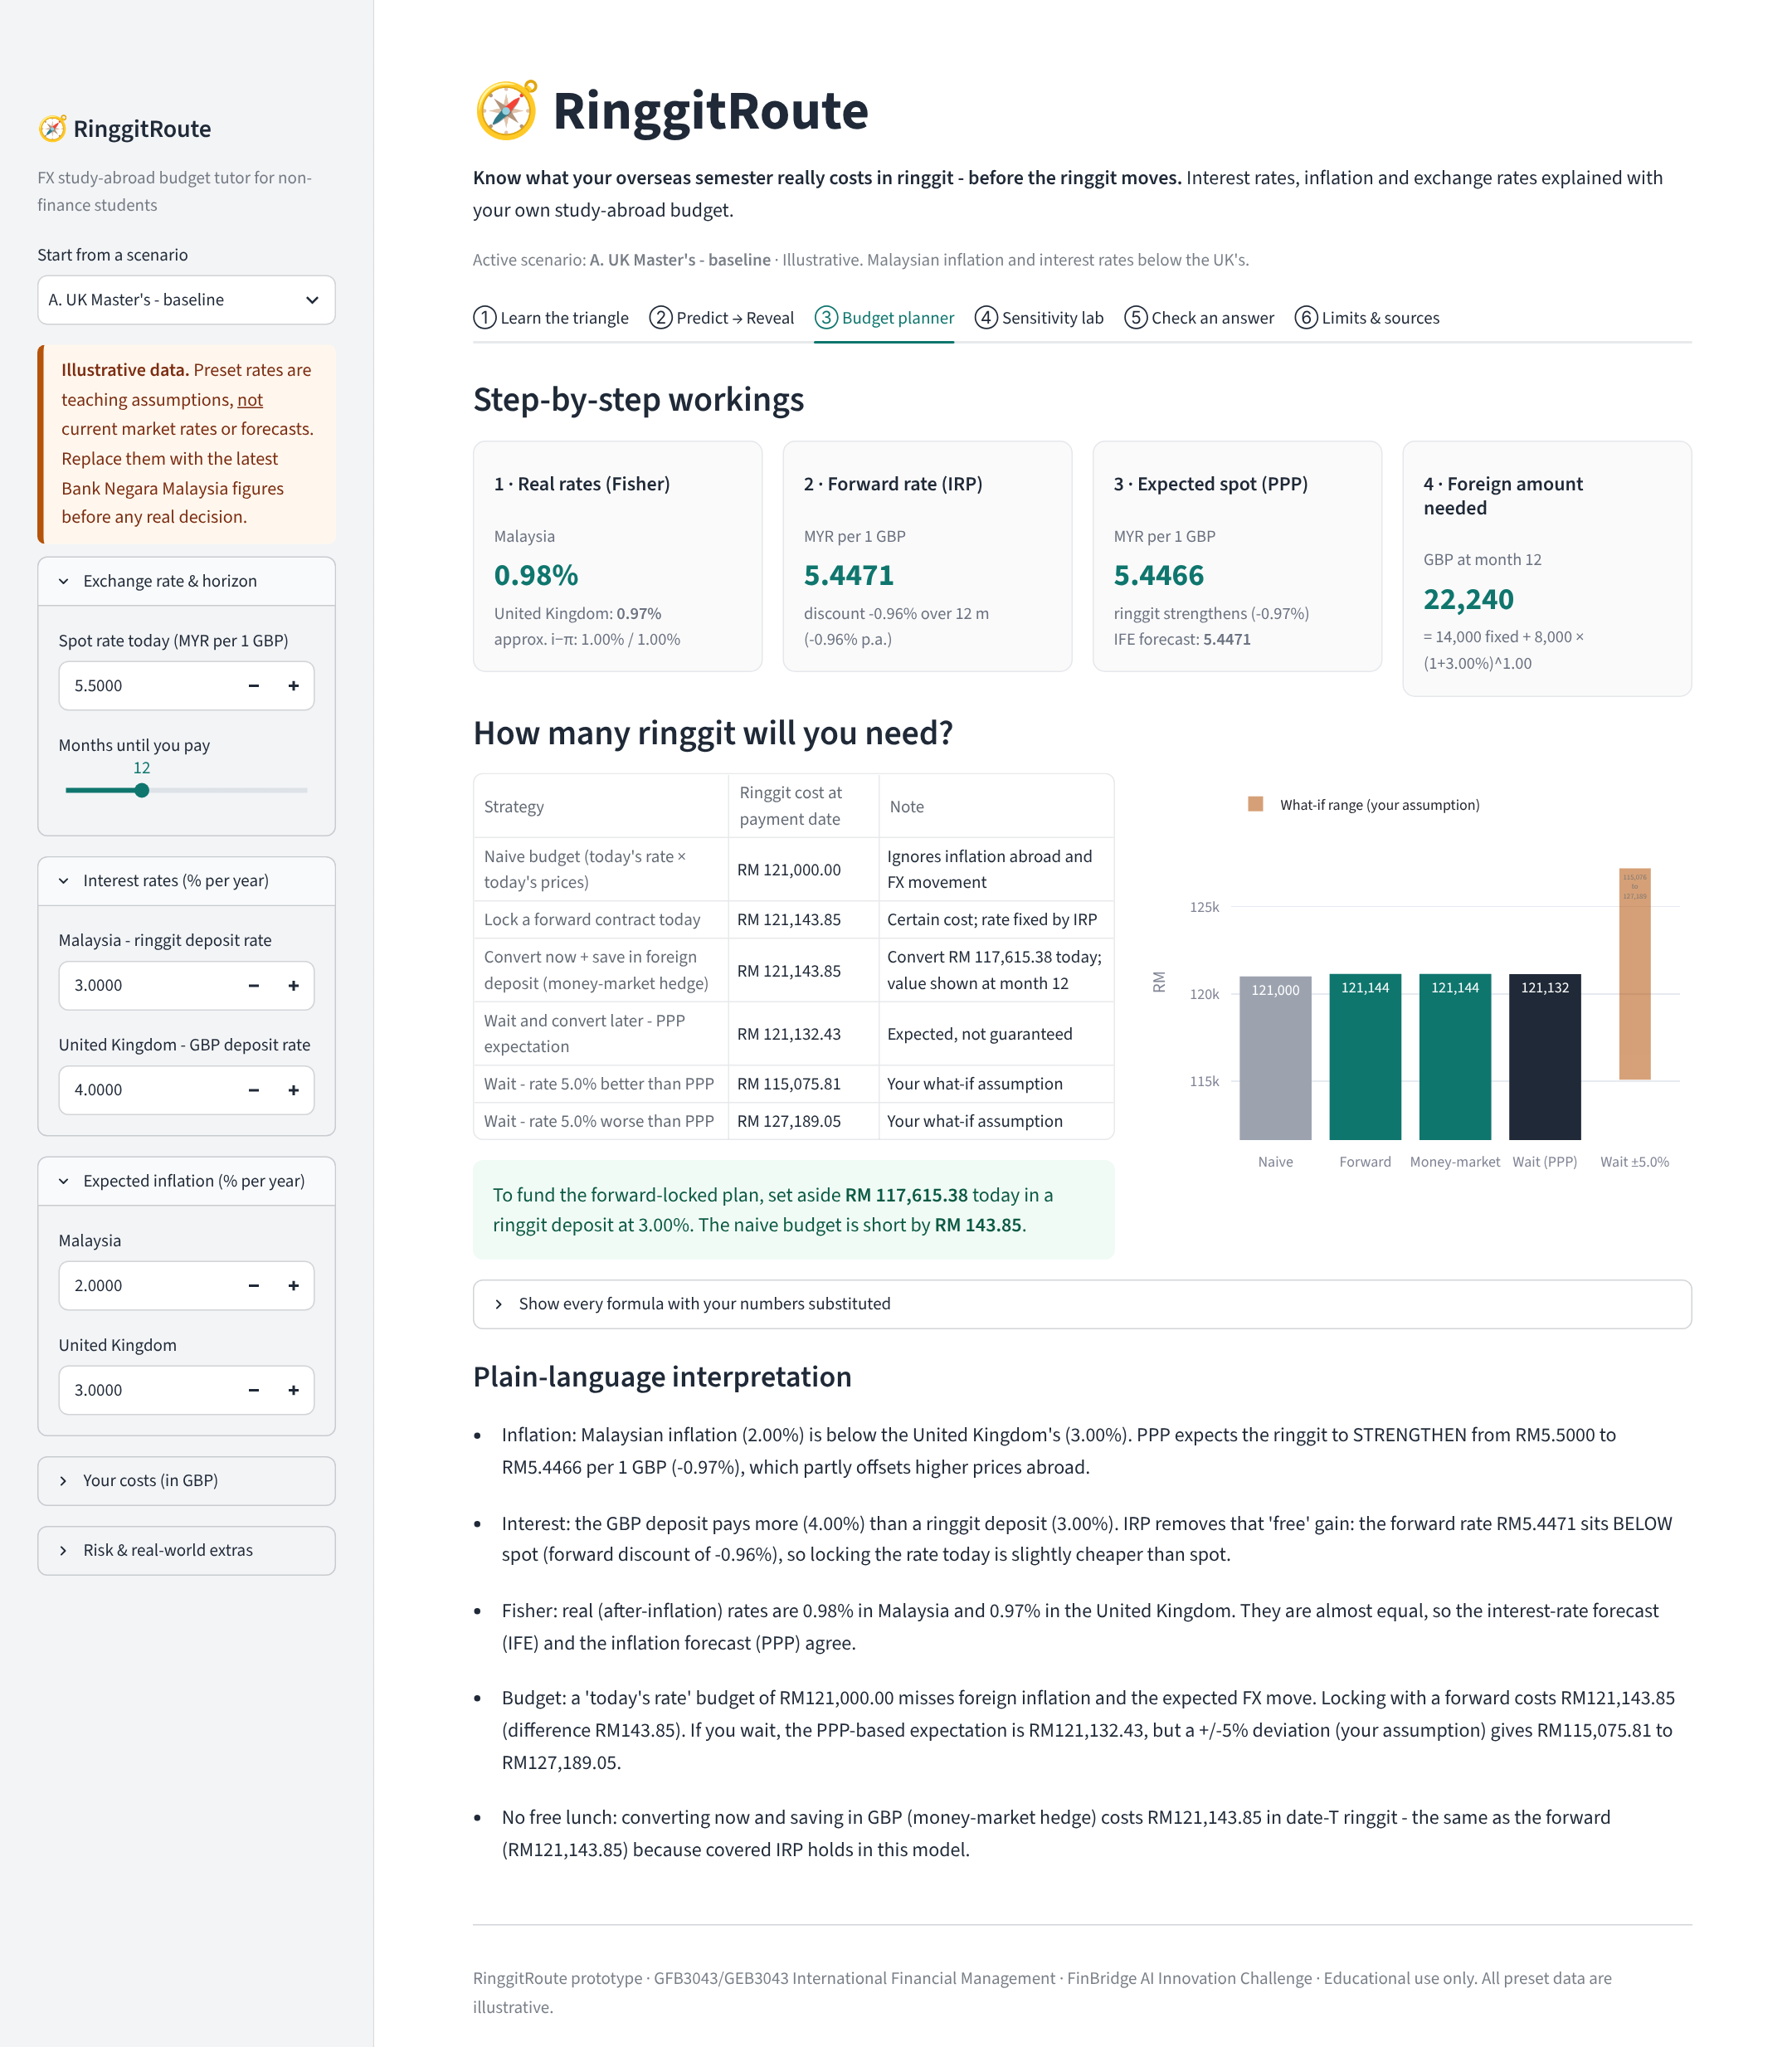 RinggitRoute
FX study-abroad budget tutor for non-
finance students
Start from a scenario
A. UK Master's - baseline
Illustrative data. Preset rates are
teaching assumptions, not
current market rates or forecasts.
Replace them with the latest
Bank Negara Malaysia figures
before any real decision.
Exchange rate & horizon
Spot rate today (MYR per 1 GBP)
5.5000
Months until you pay
12
Interest rates (% per year)
Malaysia - ringgit deposit rate
3.0000
United Kingdom - GBP deposit rate
4.0000
Expected inflation (% per year)
Malaysia
2.0000
United Kingdom
3.0000
Your costs (in GBP)
Risk & real-world extras
RinggitRoute
Know what your overseas semester really costs in ringgit - before the ringgit moves. Interest rates, inflation and exchange rates explained with
your own study-abroad budget.
Active scenario: A. UK Master's - baseline · Illustrative. Malaysian inflation and interest rates below the UK's.
① Learn the triangle ② Predict → Reveal ③ Budget planner ④ Sensitivity lab ⑤ Check an answer ⑥ Limits & sources
Step-by-step workings
1 · Real rates (Fisher)
Malaysia
0.98%
United Kingdom: 0.97%
approx. i−π: 1.00% / 1.00%
2 · Forward rate (IRP)
MYR per 1 GBP
5.4471
discount -0.96% over 12 m
(-0.96% p.a.)
3 · Expected spot (PPP)
MYR per 1 GBP
5.4466
ringgit strengthens (-0.97%)
IFE forecast: 5.4471
4 · Foreign amount
needed
GBP at month 12
22,240
= 14,000 fixed + 8,000 ×
(1+3.00%)^1.00
How many ringgit will you need?
Strategy
Ringgit cost at
payment date
Note
Naive budget (today's rate ×
today's prices)
RM 121,000.00
Ignores inflation abroad and
FX movement
Lock a forward contract today
RM 121,143.85
Certain cost; rate fixed by IRP
Convert now + save in foreign
deposit (money-market hedge)
RM 121,143.85
Convert RM 117,615.38 today;
value shown at month 12
Wait and convert later - PPP
expectation
RM 121,132.43
Expected, not guaranteed
Wait - rate 5.0% better than PPP
RM 115,075.81
Your what-if assumption
Wait - rate 5.0% worse than PPP
RM 127,189.05
Your what-if assumption
What-if range (your assumption)
RM
125k
120k
115k
121,000
121,144
121,144
121,132
115,076
to
127,189
Naive
Forward
Money-market
Wait (PPP)
Wait ±5.0%
To fund the forward-locked plan, set aside RM 117,615.38 today in a
ringgit deposit at 3.00%. The naive budget is short by RM 143.85.
Show every formula with your numbers substituted
Plain-language interpretation
• Inflation: Malaysian inflation (2.00%) is below the United Kingdom's (3.00%). PPP expects the ringgit to STRENGTHEN from RM5.5000 to
RM5.4466 per 1 GBP (-0.97%), which partly offsets higher prices abroad.
• Interest: the GBP deposit pays more (4.00%) than a ringgit deposit (3.00%). IRP removes that 'free' gain: the forward rate RM5.4471 sits BELOW
spot (forward discount of -0.96%), so locking the rate today is slightly cheaper than spot.
• Fisher: real (after-inflation) rates are 0.98% in Malaysia and 0.97% in the United Kingdom. They are almost equal, so the interest-rate forecast
(IFE) and the inflation forecast (PPP) agree.
• Budget: a 'today's rate' budget of RM121,000.00 misses foreign inflation and the expected FX move. Locking with a forward costs RM121,143.85
(difference RM143.85). If you wait, the PPP-based expectation is RM121,132.43, but a +/-5% deviation (your assumption) gives RM115,075.81 to
RM127,189.05.
• No free lunch: converting now and saving in GBP (money-market hedge) costs RM121,143.85 in date-T ringgit - the same as the forward
(RM121,143.85) because covered IRP holds in this model.
RinggitRoute prototype · GFB3043/GEB3043 International Financial Management · FinBridge AI Innovation Challenge · Educational use only. All preset data are
illustrative.